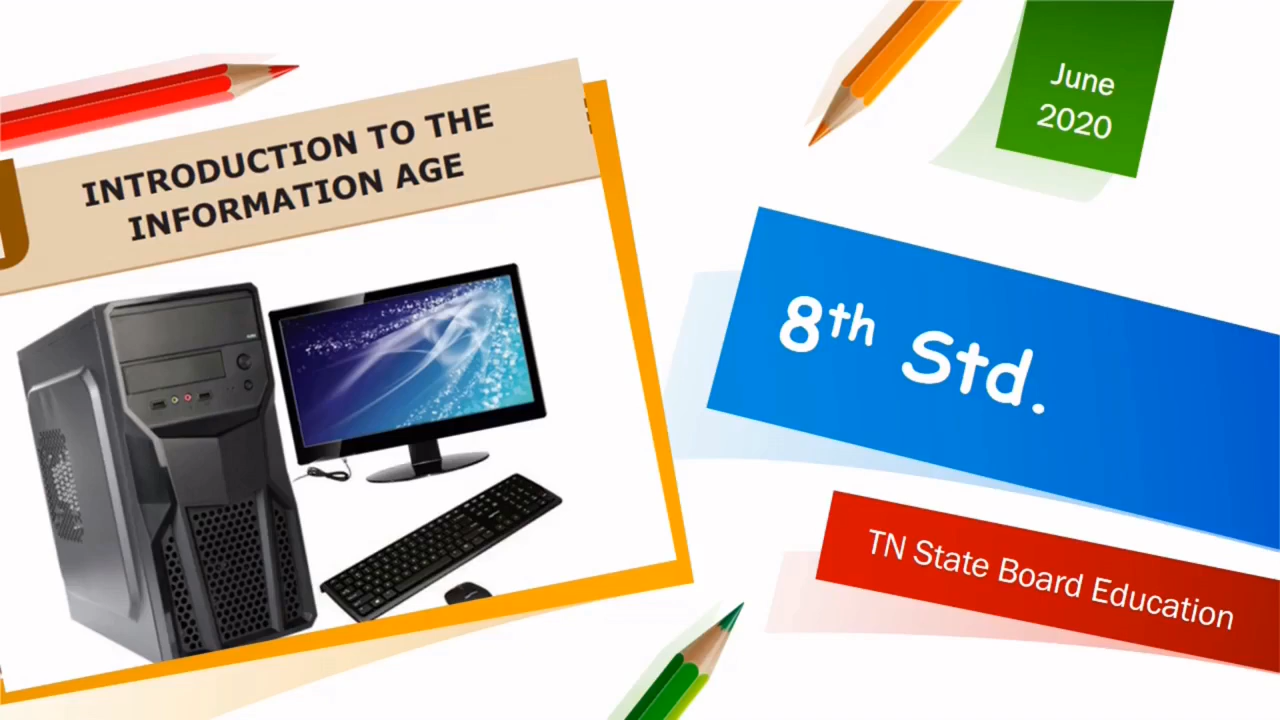 INTRODUCTION TO THE
INFORMATION AGE
June
2020
8th Std.
TN State Board Education